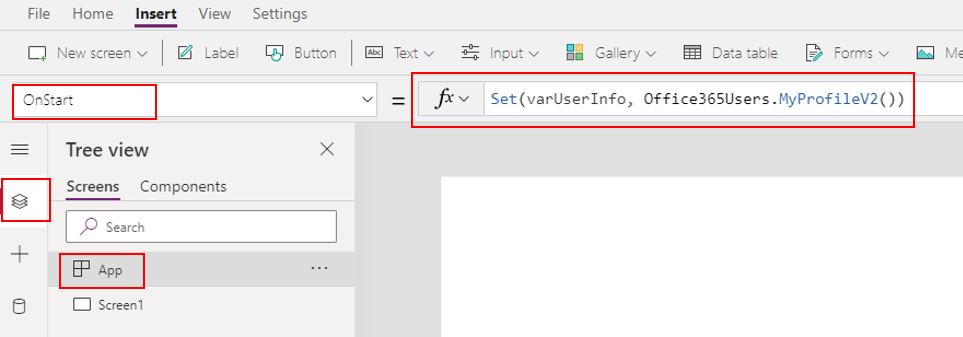 File Home Insert View Settings
New screen Label Button Abc Text Input Gallery Data table Forms Me
OnStart = fx Set(varUserInfo, Office365Users.MyProfileV2())
Tree view
Screens Components
Search
App ...
Screen1